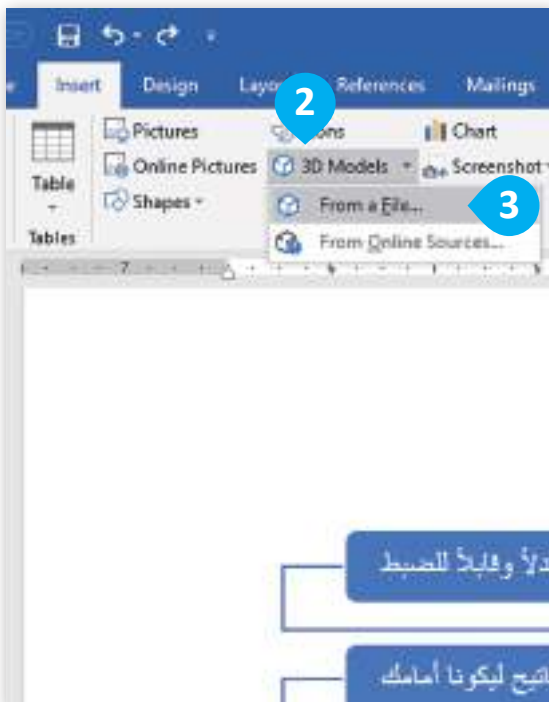 Insert Design References Mailings
2
Pictures Chart
Online Pictures 3D Models Screenshot
Table
Shapes From a File... 3
From Online Sources...
Tables
7
وقابلاً للضبط
ليكونا أمامك